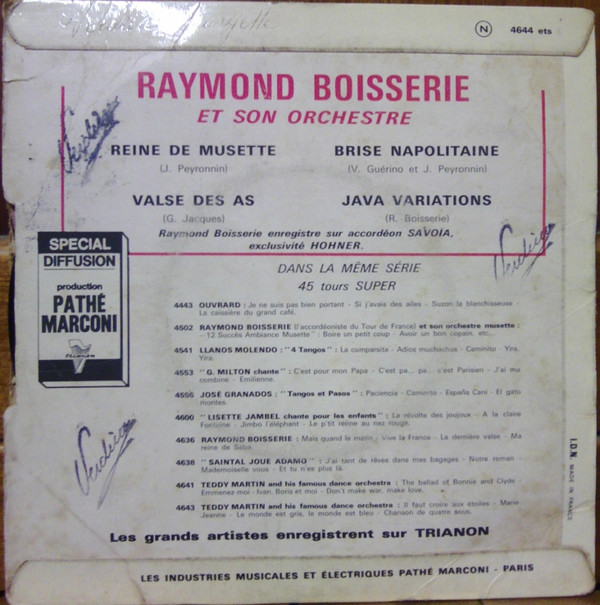 musette
N 4644 ets
RAYMOND BOISSERIE
ET SON ORCHESTRE
REINE DE MUSETTE
(J. Peyronnin)
BRISE NAPOLITAINE
(V. Guérino et J. Peyronnin)
VALSE DES AS
(G. Jacques)
JAVA VARIATIONS
(R. Boisserie)
Raymond Boisserie enregistre sur accordéon SAVOIA,
exclusivité HOHNER.
SPECIAL
DIFFUSION
production
PATHÉ
MARCONI
Trianon
DANS LA MÊME SÉRIE
45 tours SUPER
4443 OUVRARD : Je ne suis pas bien portant - Si j'avais des ailes - Suzon la blanchisseuse -
La caissière du grand café.
4502 RAYMOND BOISSERIE (l'accordéoniste du Tour de France) et son orchestre musette :
"12 Succès Ambiance Musette" : Boire un petit coup - Avoir un bon copain, etc...
4541 LLANOS MOLENDO : "4 Tangos" : La comparsita - Adios muchachos - Caminito - Yira,
Yira.
4553 "G. MILTON chante" : C'est pour mon Papa - C'est pa... pa... c'est Parisien - J'ai ma
combine - Emilienne.
4556 JOSÉ GRANADOS : "Tangos et Pasos" : Paciencia - Caminito - España Cani - El gato
montes.
4600 "LISETTE JAMBEL chante pour les enfants" : La révolte des joujoux - A la claire
Fontaine - Jimbo l'éléphant - Le p'tit renne au nez rouge.
4636 RAYMOND BOISSERIE : Mais quand le matin - Vive la France - La dernière valse - Ma
reine de Saba.
4638 "SAINTAL JOUE ADAMO" : J'ai tant de rêves dans mes bagages - Notre roman -
Mademoiselle vous - Et tu n'es plus là.
4641 TEDDY MARTIN and his famous dance orchestra : The ballad of Bonnie and Clyde
Emmenez-moi - Ivan, Boris et moi - Don't make war, make love.
4643 TEDDY MARTIN and his famous dance orchestra : Il faut croire aux étoiles - Marie
Jeanne - Le monde est gris, le monde est bleu - Chanson de quatre sous.
Les grands artistes enregistrent sur TRIANON
I.D.N. MADE IN FRANCE
LES INDUSTRIES MUSICALES ET ÉLECTRIQUES PATHÉ MARCONI - PARIS